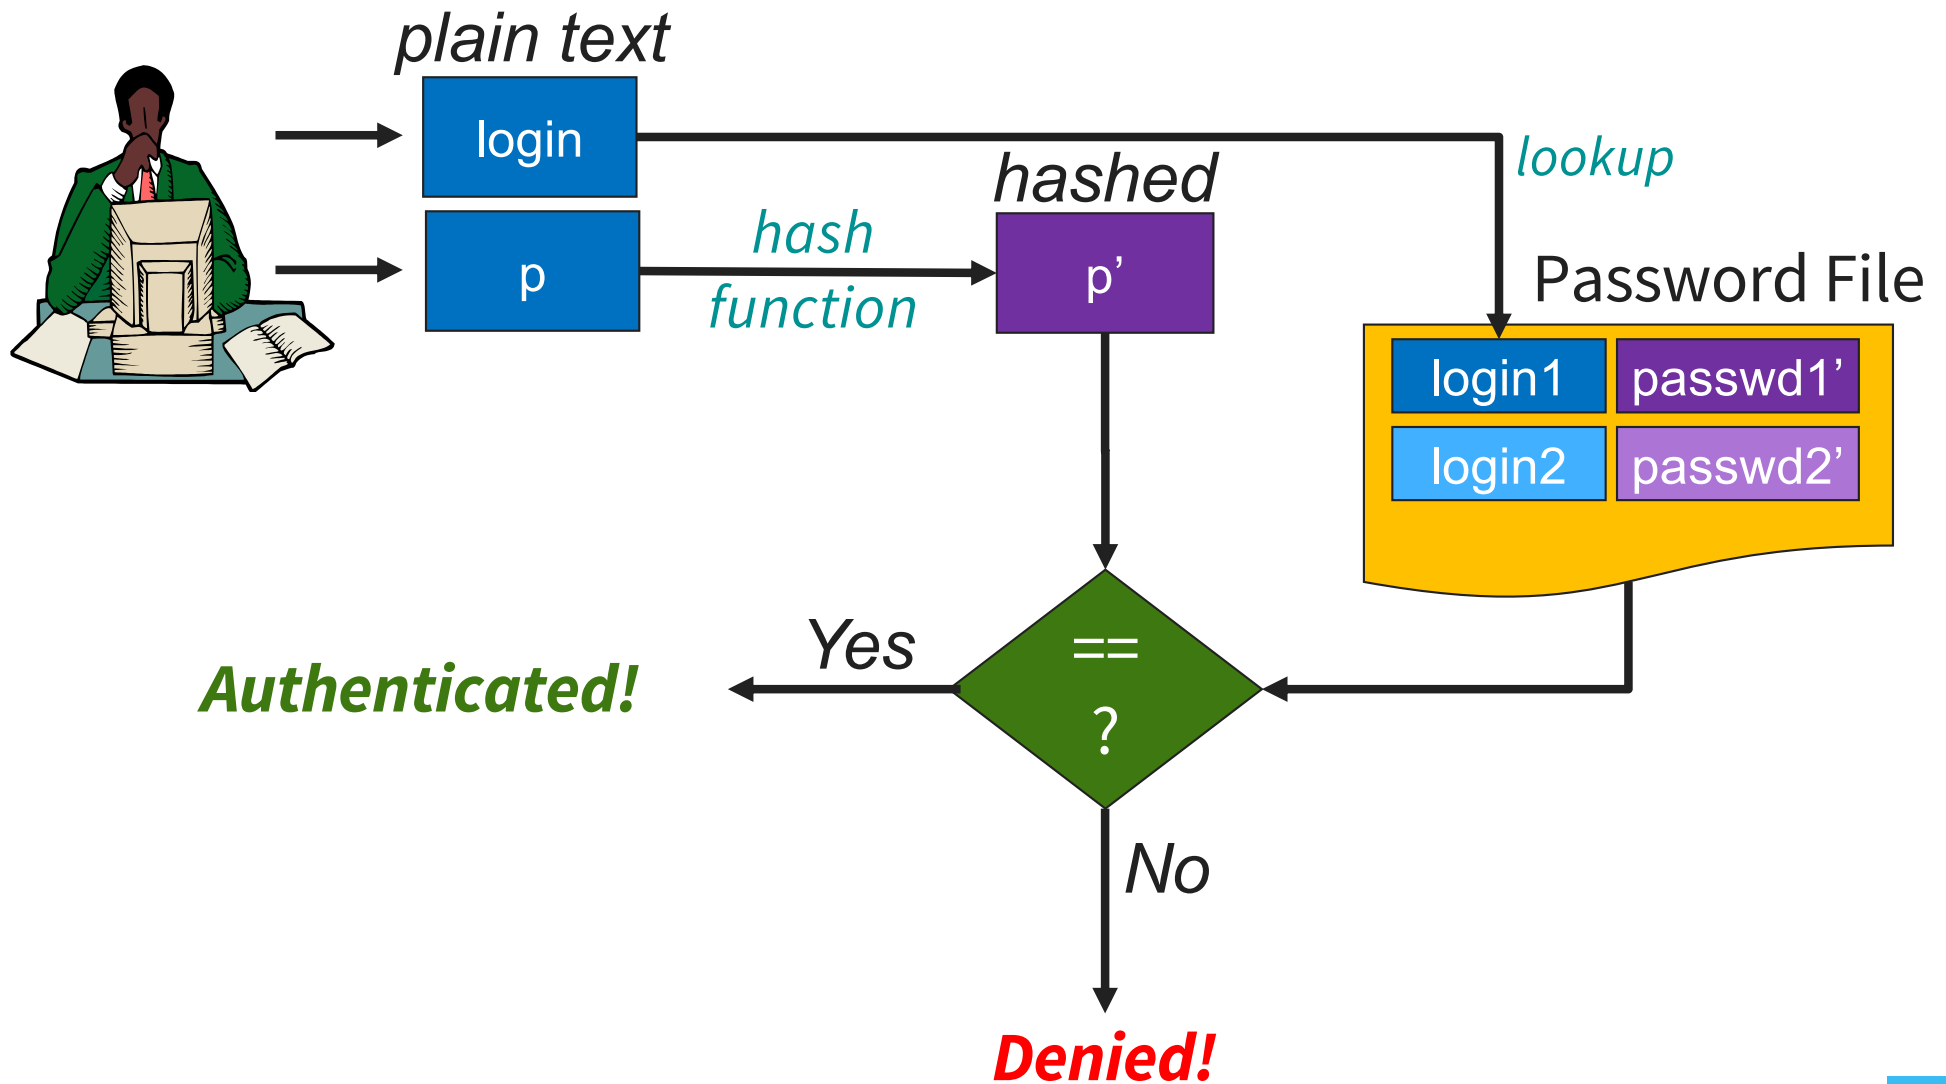 plain text
login
lookup
hashed
hash
function
p
p’
Password File
login1
passwd1’
login2
passwd2’
==
?
Yes
Authenticated!
No
Denied!